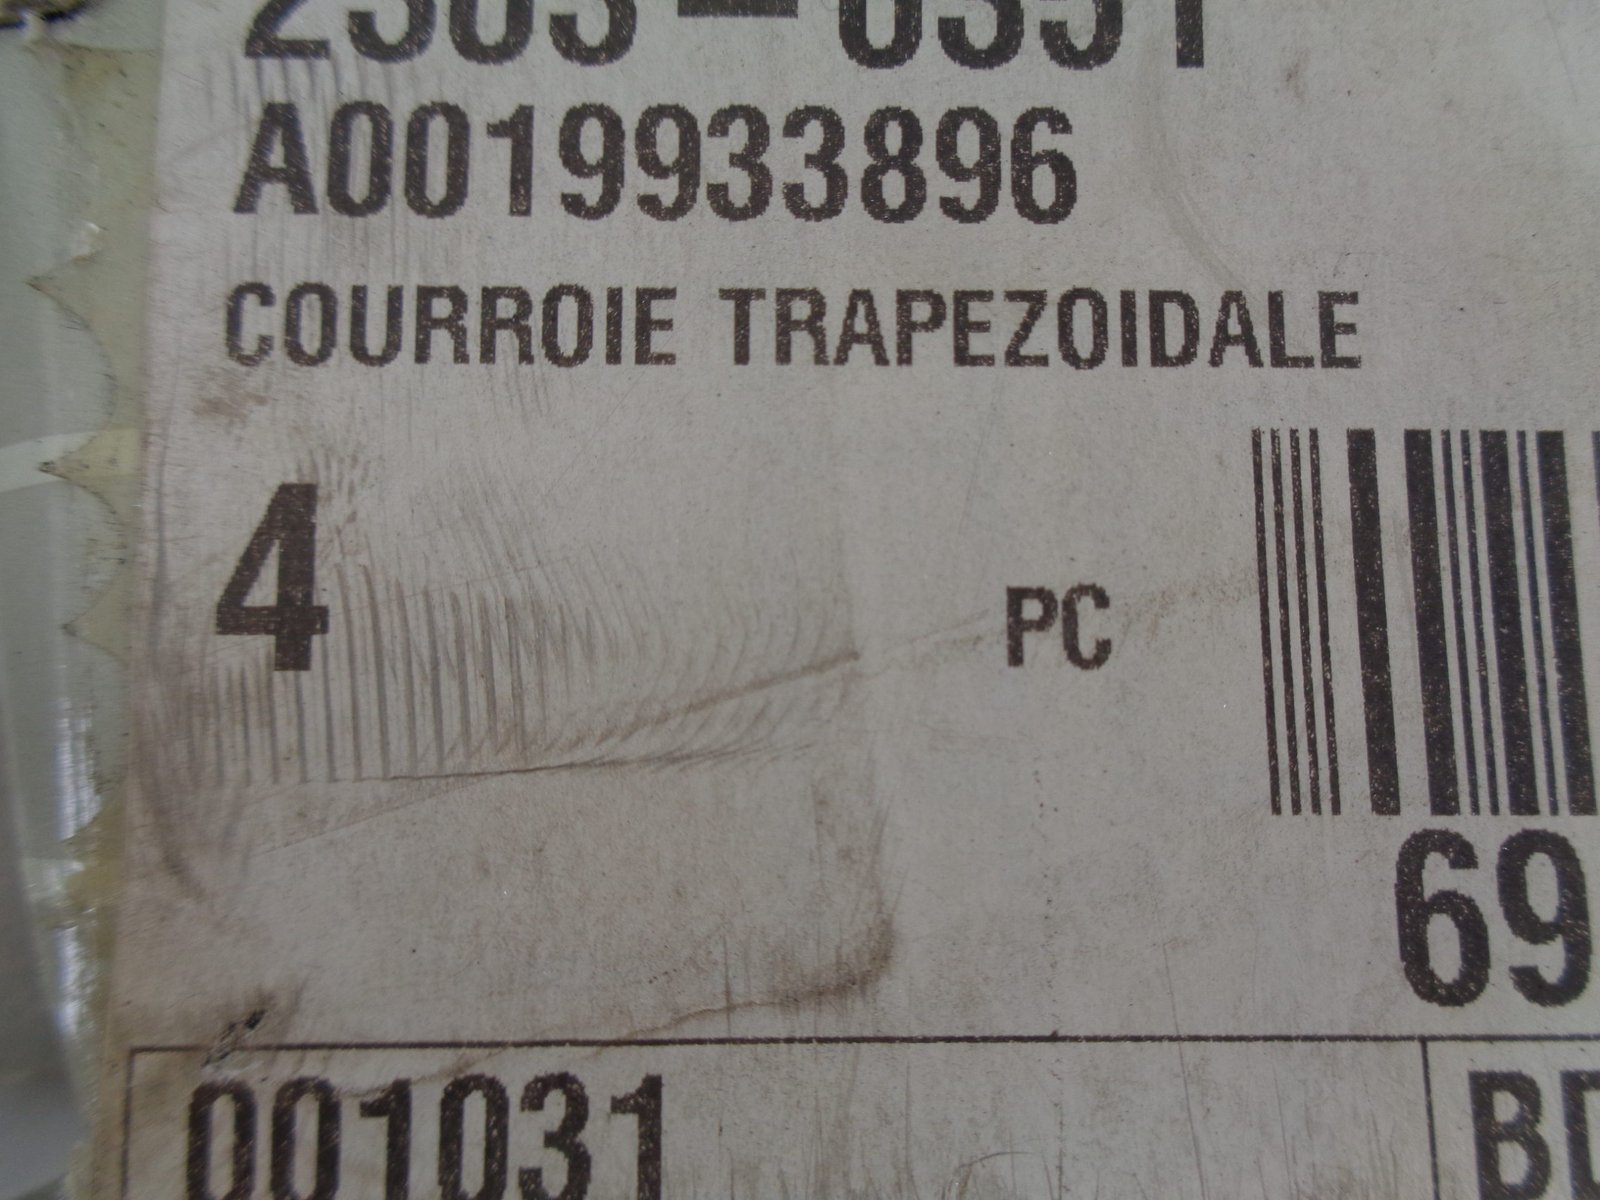 A0019933896
COURROIE TRAPEZOIDALE
4 PC
69
001031